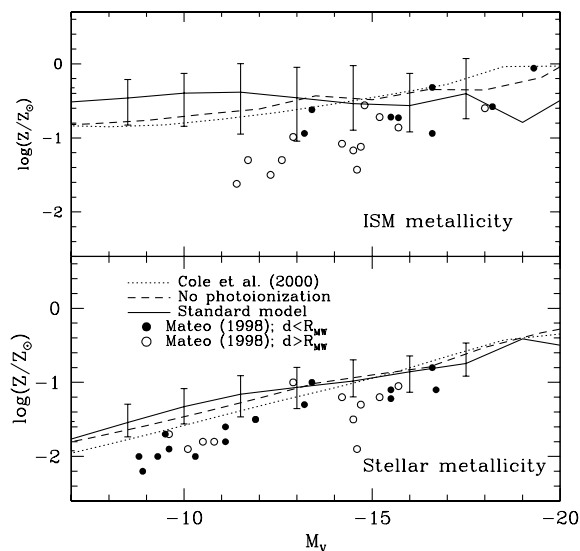 0
-1
-2
log(Z/Z⊙)
ISM metallicity
Cole et al. (2000)
No photoionization
Standard model
Mateo (1998); d<R_MW
Mateo (1998); d>R_MW
0
-1
-2
log(Z/Z⊙)
Stellar metallicity
-10
-15
-20
M_V